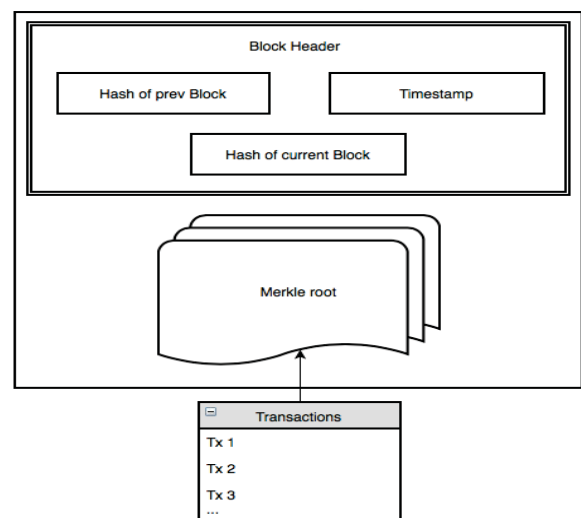 Block Header
Hash of prev Block
Timestamp
Hash of current Block
Merkle root
Transactions
Tx 1
Tx 2
Tx 3
...